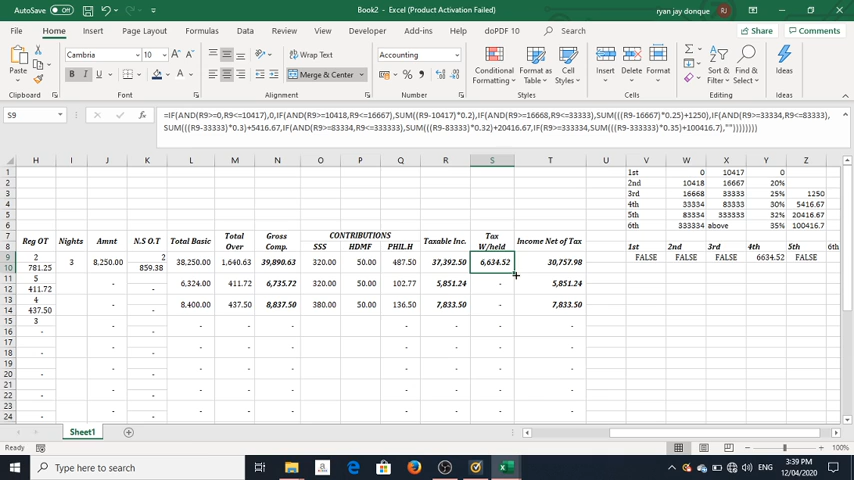 AutoSave Off Book2 - Excel (Product Activation Failed) ryan jay donque RJ
File Home Insert Page Layout Formulas Data Review View Developer Add-ins Help doPDF 10 Search Share Comments
Paste Cambria 10 A A Wrap Text Accounting Conditional Formatting Format as Table Cell Styles Insert Delete Format Sort & Filter Find & Select Ideas
B I U Merge & Center % ,
Clipboard Font Alignment Number Styles Cells Editing Ideas
S9 fx =IF(AND(R9>=0,R9<=10417),0,IF(AND(R9>=10418,R9<=16667),SUM((R9-10417)*0.2),IF(AND(R9>=16668,R9<=33333),SUM(((R9-16667)*0.25)+1250),IF(AND(R9>=33334,R9<=83333),
SUM(((R9-33333)*0.3)+5416.67,IF(AND(R9>=83334,R9<=333333),SUM(((R9-83333)*0.32)+20416.67,IF(R9>=333334,SUM(((R9-333333)*0.35)+100416.7),""))))))))
H I J K L M N O P Q R S T U V W X Y Z
1 1st 0 10417 0
2 2nd 10418 16667 20%
3 3rd 16668 33333 25% 1250
4 4th 33334 83333 30% 5416.67
5 5th 83334 333333 32% 20416.67
6 6th 333334 above 35% 100416.7
7 Reg OT Nights Amnt N.S O.T Total Basic Total Over Gross Comp. CONTRIBUTIONS Taxable Inc. Tax W/held Income Net of Tax
8 SSS HDMF PHIL.H 1st 2nd 3rd 4th 5th 6th
9 2 3 8,250.00 2 38,250.00 1,640.63 39,890.63 320.00 50.00 487.50 37,392.50 6,634.52 30,757.98 FALSE FALSE FALSE 6634.52 FALSE
10 781.25 859.38
11 5 - - 6,324.00 411.72 6,735.72 320.00 50.00 102.77 5,851.24 - 5,851.24
12 411.72 -
13 4 - - 8,400.00 437.50 8,837.50 380.00 50.00 136.50 7,833.50 - 7,833.50
14 437.50 -
15 3 - - - - - - - - - - -
16 - -
17 - - - - - - - - - - -
18 - -
19 - - - - - - - - - - -
20 - -
21 - - - - - - - - - - -
22 - -
23 - - - - - - - - - - -
24 - -
Sheet1
Ready 100%
Type here to search ENG 3:39 PM 12/04/2020